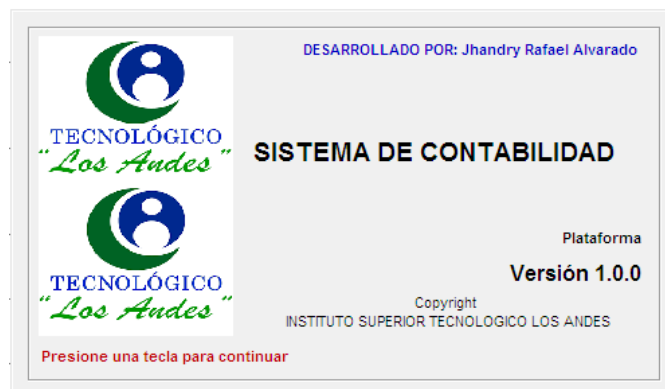 DESARROLLADO POR: Jhandry Rafael Alvarado
TECNOLÓGICO
"Los Andes"
SISTEMA DE CONTABILIDAD
TECNOLÓGICO
"Los Andes"
Plataforma
Versión 1.0.0
Copyright
INSTITUTO SUPERIOR TECNOLOGICO LOS ANDES
Presione una tecla para continuar